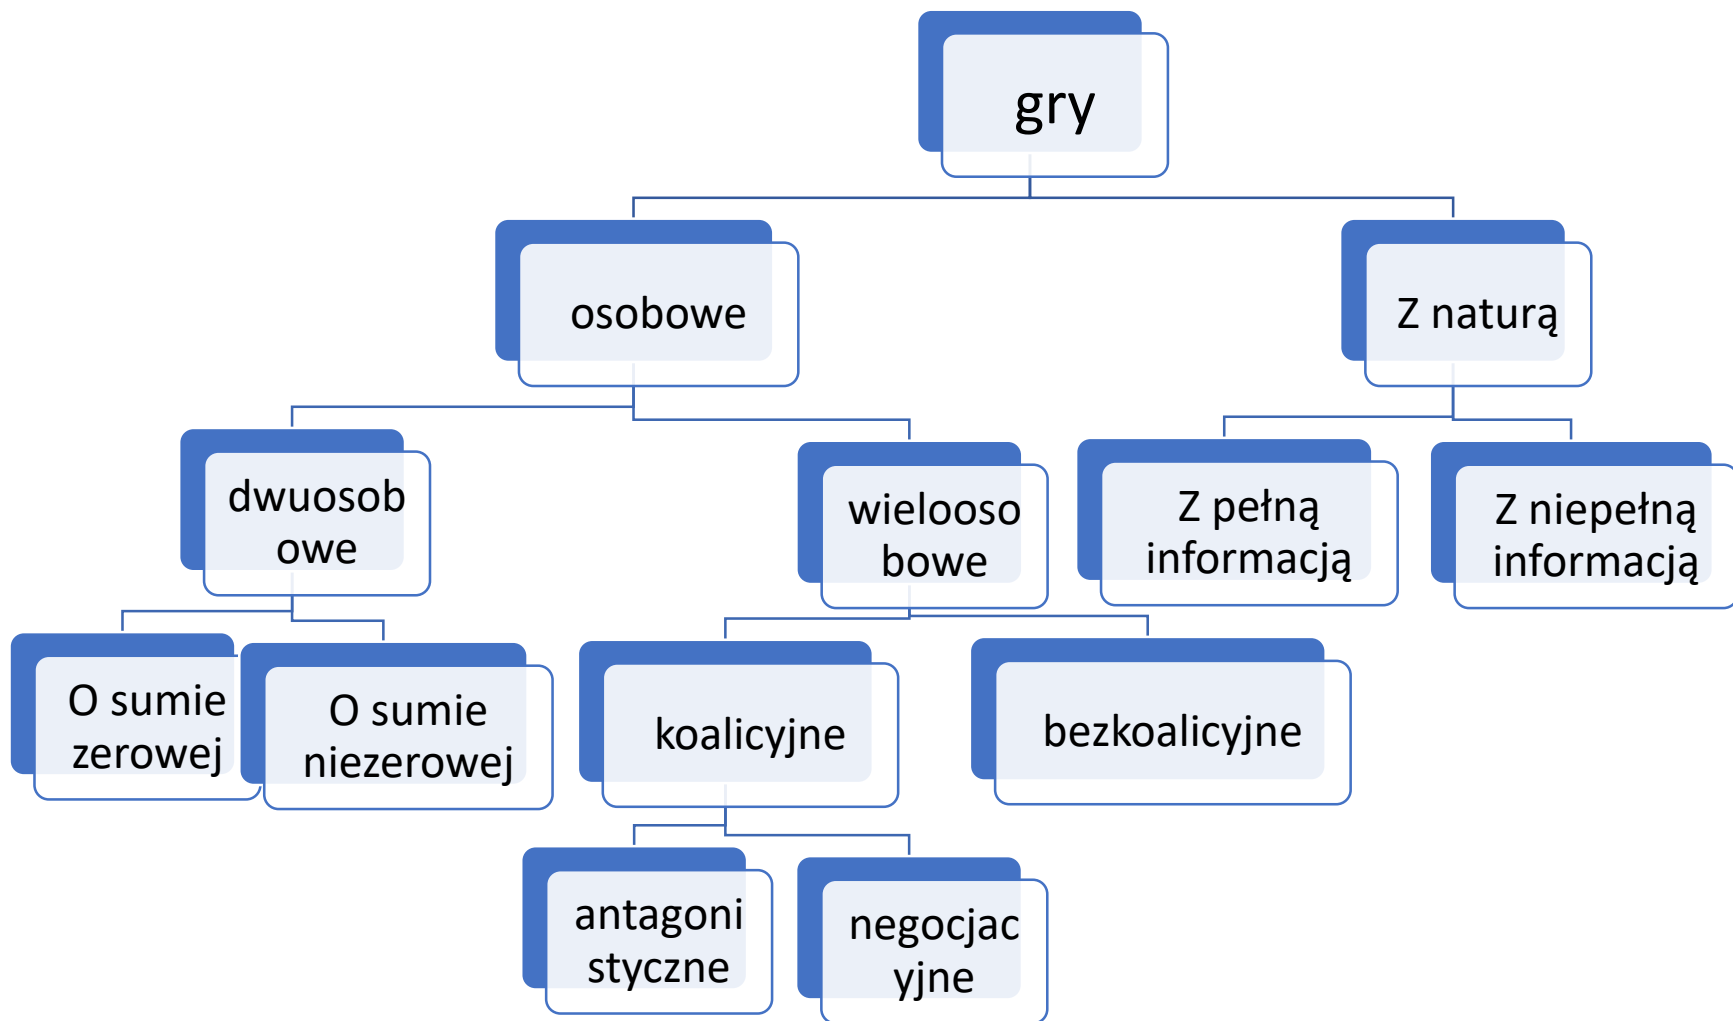 gry
osobowe
Z naturą
dwuosob
owe
wielooso
bowe
Z pełną
informacją
Z niepełną
informacją
O sumie
zerowej
O sumie
niezerowej
koalicyjne
bezkoalicyjne
antagoni
styczne
negocjac
yjne